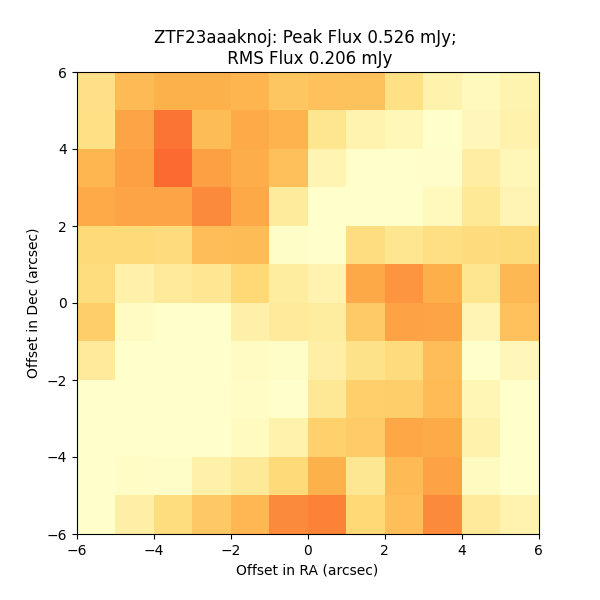 ZTF23aaaknoj: Peak Flux 0.526 mJy;
RMS Flux 0.206 mJy
6
4
2
0
−2
−4
−6
Offset in Dec (arcsec)
−6 −4 −2 0 2 4 6
Offset in RA (arcsec)